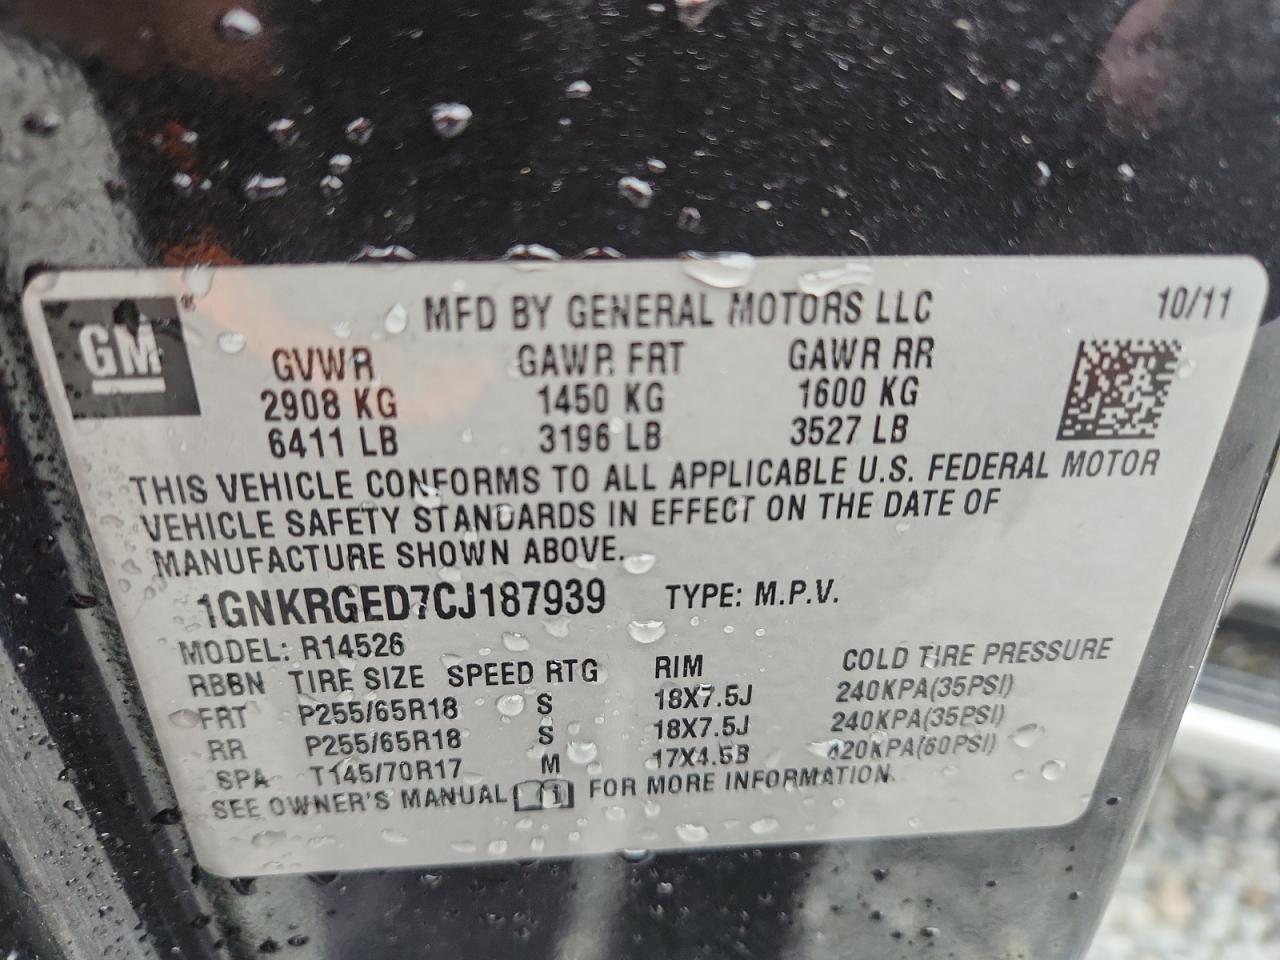 GM ®
MFD BY GENERAL MOTORS LLC 10/11
GVWR GAWR FRT GAWR RR
2908 KG 1450 KG 1600 KG
6411 LB 3196 LB 3527 LB
THIS VEHICLE CONFORMS TO ALL APPLICABLE U.S. FEDERAL MOTOR
VEHICLE SAFETY STANDARDS IN EFFECT ON THE DATE OF
MANUFACTURE SHOWN ABOVE.
1GNKRGED7CJ187939 TYPE: M.P.V.
MODEL: R14526
RBBN TIRE SIZE SPEED RTG RIM COLD TIRE PRESSURE
FRT P255/65R18 S 18X7.5J 240KPA(35PSI)
RR P255/65R18 S 18X7.5J 240KPA(35PSI)
SPA T145/70R17 M 17X4.5B 420KPA(60PSI)
SEE OWNER'S MANUAL i FOR MORE INFORMATION.